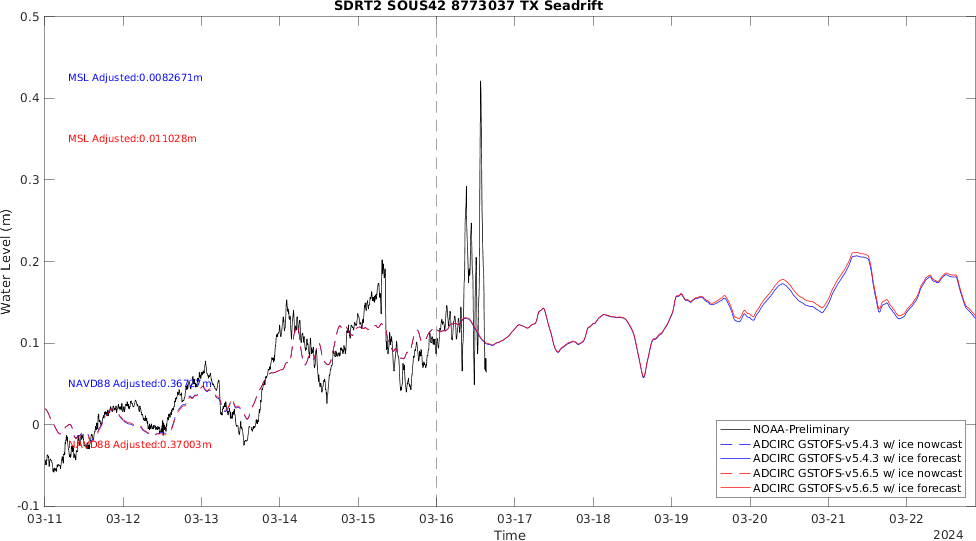 SDRT2 SOUS42 8773037 TX Seadrift
0.5
0.4
0.3
0.2
0.1
0
-0.1
Water Level (m)
MSL Adjusted:0.0082671m
MSL Adjusted:0.011028m
NAVD88 Adjusted:
NAVD88 Adjusted:0.37003m
NOAA-Preliminary
ADCIRC GSTOFS-v5.4.3 w/ ice nowcast
ADCIRC GSTOFS-v5.4.3 w/ ice forecast
ADCIRC GSTOFS-v5.6.5 w/ ice nowcast
ADCIRC GSTOFS-v5.6.5 w/ ice forecast
03-11 03-12 03-13 03-14 03-15 03-16 03-17 03-18 03-19 03-20 03-21 03-22
Time
2024